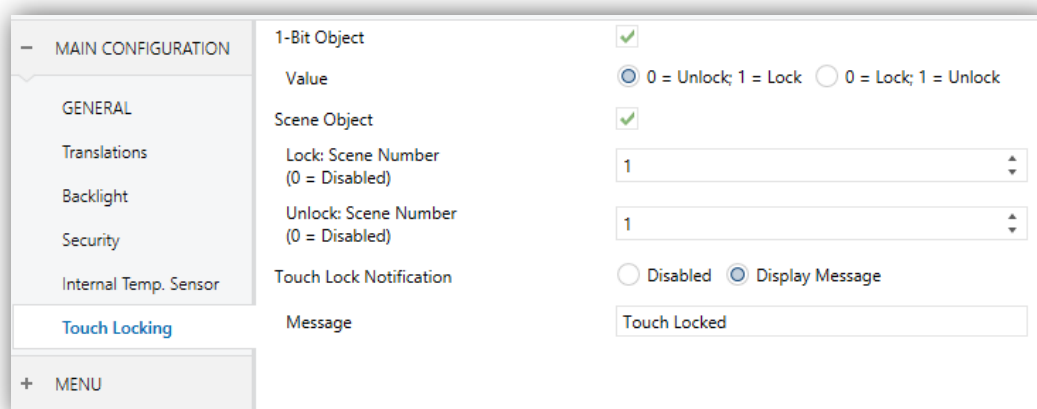 − MAIN CONFIGURATION
GENERAL
Translations
Backlight
Security
Internal Temp. Sensor
Touch Locking
+ MENU
1-Bit Object
Value
0 = Unlock; 1 = Lock
0 = Lock; 1 = Unlock
Scene Object
Lock: Scene Number
(0 = Disabled)
1
Unlock: Scene Number
(0 = Disabled)
1
Touch Lock Notification
Disabled
Display Message
Message
Touch Locked